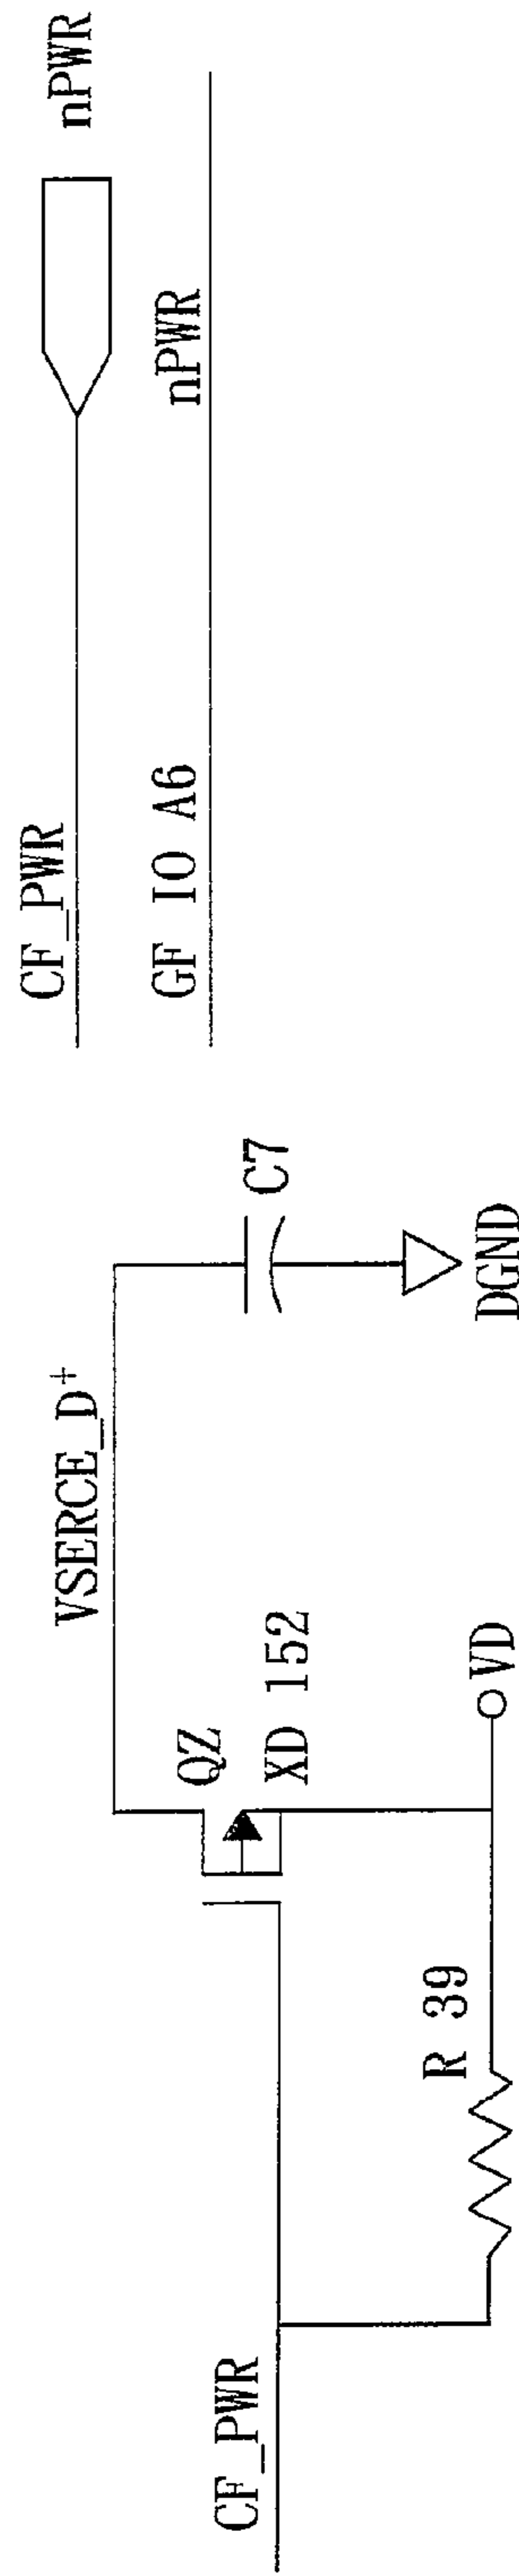 CF_PWR
R 39
QZ
XD 152
VD
VSERCE_D+
C7
DGND
CF_PWR
nPWR
GF IO A6
nPWR